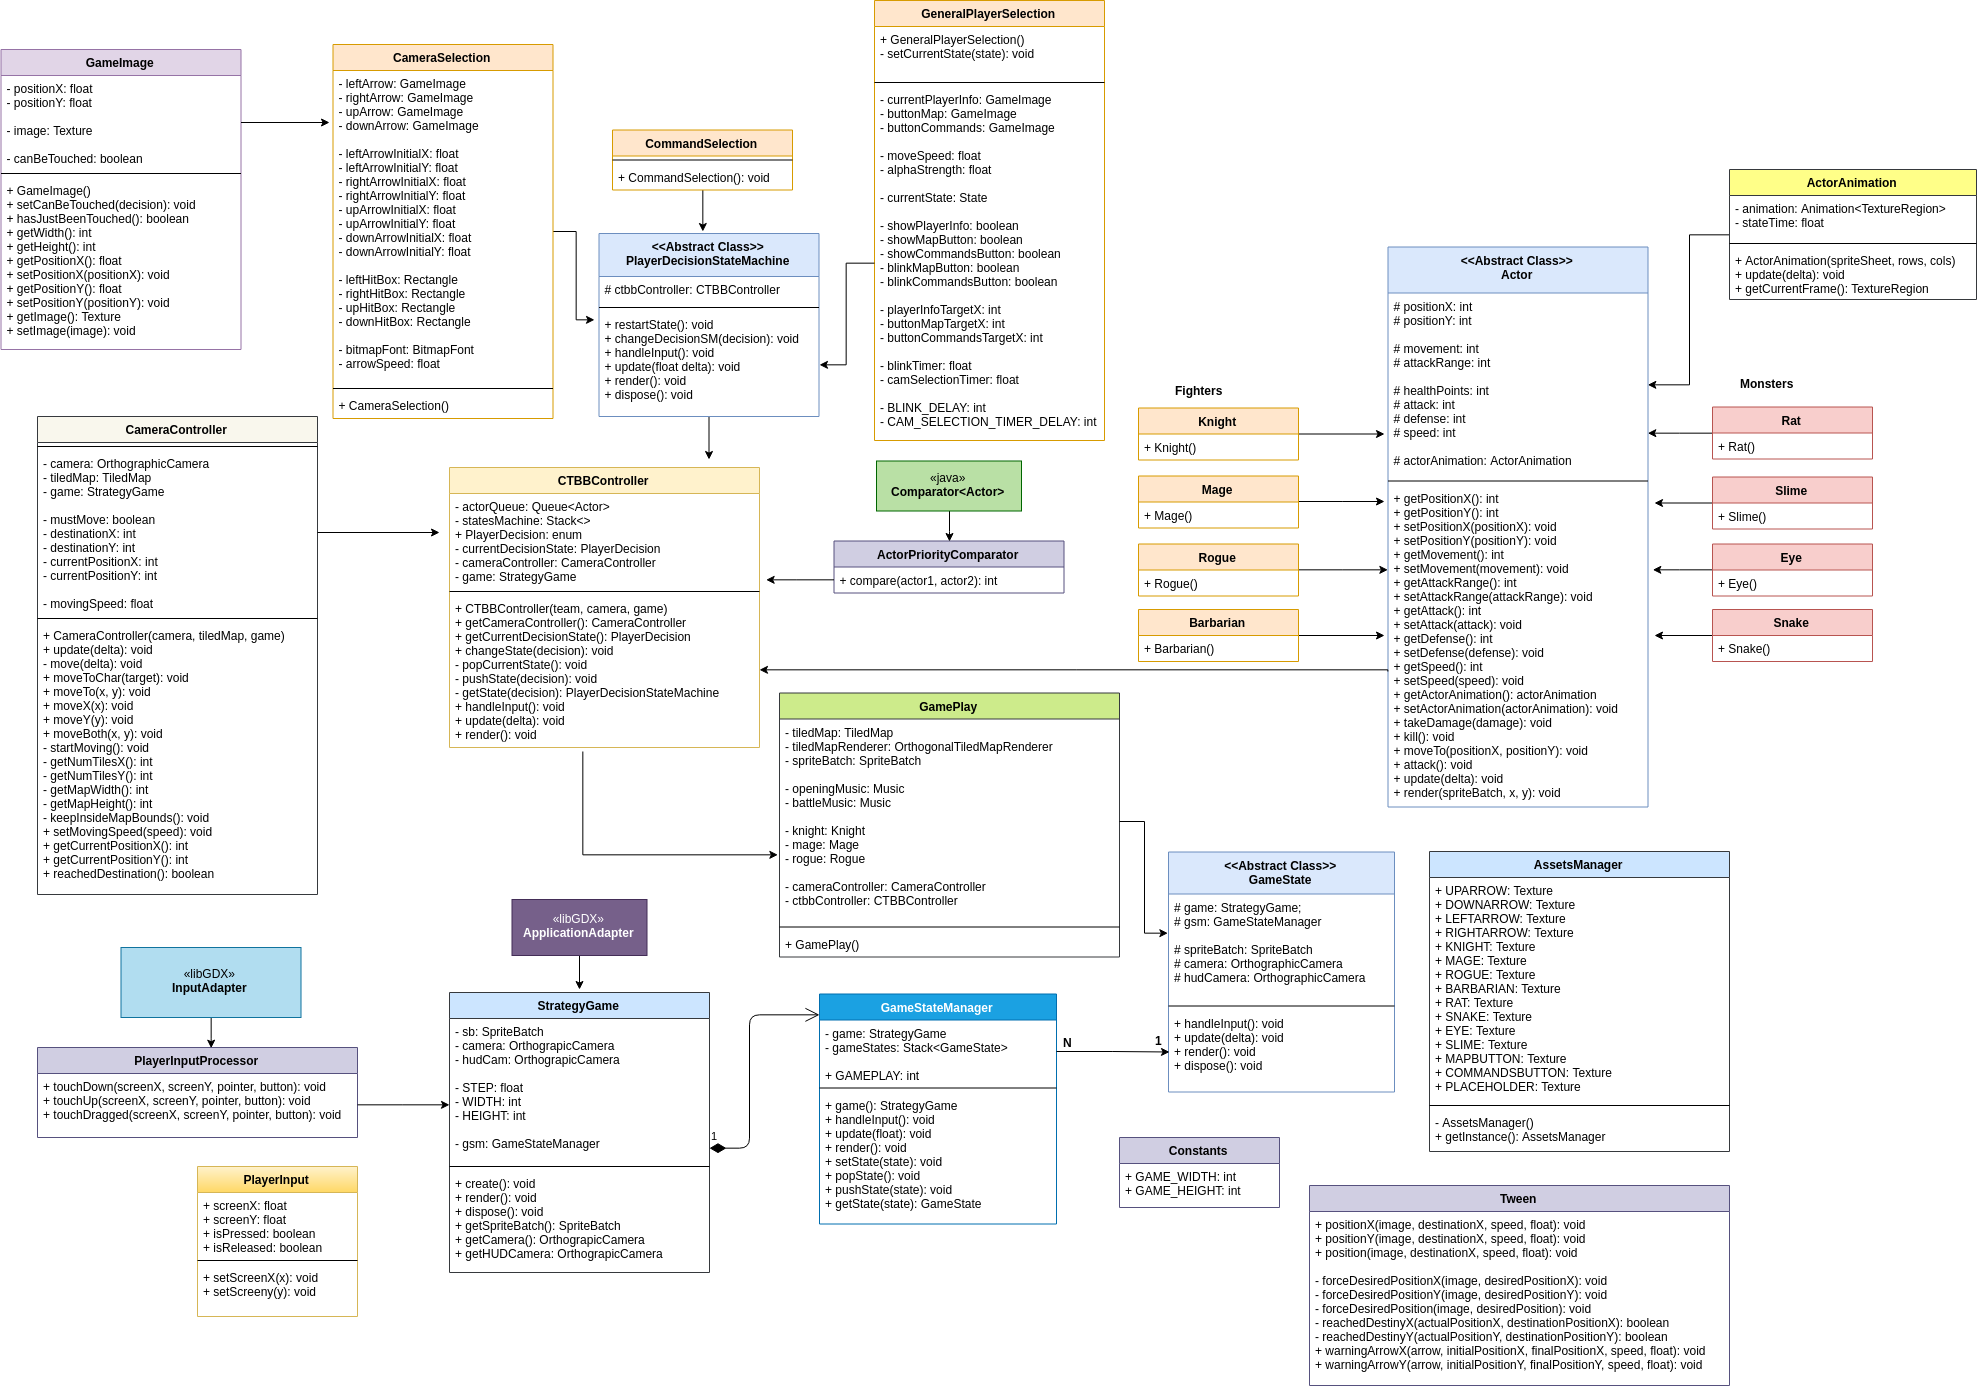 GameImage
- positionX: float
- positionY: float
- image: Texture
- canBeTouched: boolean
+ GameImage()
+ setCanBeTouched(decision): void
+ hasJustBeenTouched(): boolean
+ getWidth(): int
+ getHeight(): int
+ getPositionX(): float
+ setPositionX(positionX): void
+ getPositionY(): float
+ setPositionY(positionY): void
+ getImage(): Texture
+ setImage(image): void
CameraSelection
- leftArrow: GameImage
- rightArrow: GameImage
- upArrow: GameImage
- downArrow: GameImage
- leftArrowInitialX: float
- leftArrowInitialY: float
- rightArrowInitialX: float
- rightArrowInitialY: float
- upArrowInitialX: float
- upArrowInitialY: float
- downArrowInitialX: float
- downArrowInitialY: float
- leftHitBox: Rectangle
- rightHitBox: Rectangle
- upHitBox: Rectangle
- downHitBox: Rectangle
- bitmapFont: BitmapFont
- arrowSpeed: float
+ CameraSelection()
CommandSelection
+ CommandSelection(): void
<<Abstract Class>>
PlayerDecisionStateMachine
# ctbbController: CTBBController
+ restartState(): void
+ changeDecisionSM(decision): void
+ handleInput(): void
+ update(float delta): void
+ render(): void
+ dispose(): void
GeneralPlayerSelection
+ GeneralPlayerSelection()
- setCurrentState(state): void
- currentPlayerInfo: GameImage
- buttonMap: GameImage
- buttonCommands: GameImage
- moveSpeed: float
- alphaStrength: float
- currentState: State
- showPlayerInfo: boolean
- showMapButton: boolean
- showCommandsButton: boolean
- blinkMapButton: boolean
- blinkCommandsButton: boolean
- playerInfoTargetX: int
- buttonMapTargetX: int
- buttonCommandsTargetX: int
- blinkTimer: float
- camSelectionTimer: float
- BLINK_DELAY: int
- CAM_SELECTION_TIMER_DELAY: int
ActorAnimation
- animation: Animation<TextureRegion>
- stateTime: float
+ ActorAnimation(spriteSheet, rows, cols)
+ update(delta): void
+ getCurrentFrame(): TextureRegion
<<Abstract Class>>
Actor
# positionX: int
# positionY: int
# movement: int
# attackRange: int
# healthPoints: int
# attack: int
# defense: int
# speed: int
# actorAnimation: ActorAnimation
+ getPositionX(): int
+ getPositionY(): int
+ setPositionX(positionX): void
+ setPositionY(positionY): void
+ getMovement(): int
+ setMovement(movement): void
+ getAttackRange(): int
+ setAttackRange(attackRange): void
+ getAttack(): int
+ setAttack(attack): void
+ getDefense(): int
+ setDefense(defense): void
+ getSpeed(): int
+ setSpeed(speed): void
+ getActorAnimation(): actorAnimation
+ setActorAnimation(actorAnimation): void
+ takeDamage(damage): void
+ kill(): void
+ moveTo(positionX, positionY): void
+ attack(): void
+ update(delta): void
+ render(spriteBatch, x, y): void
Fighters
Knight
+ Knight()
Mage
+ Mage()
Rogue
+ Rogue()
Barbarian
+ Barbarian()
Monsters
Rat
+ Rat()
Slime
+ Slime()
Eye
+ Eye()
Snake
+ Snake()
CameraController
- camera: OrthographicCamera
- tiledMap: TiledMap
- game: StrategyGame
- mustMove: boolean
- destinationX: int
- destinationY: int
- currentPositionX: int
- currentPositionY: int
- movingSpeed: float
+ CameraController(camera, tiledMap, game)
+ update(delta): void
- move(delta): void
+ moveToChar(target): void
+ moveTo(x, y): void
+ moveX(x): void
+ moveY(y): void
+ moveBoth(x, y): void
- startMoving(): void
- getNumTilesX(): int
- getNumTilesY(): int
- getMapWidth(): int
- getMapHeight(): int
- keepInsideMapBounds(): void
+ setMovingSpeed(speed): void
+ getCurrentPositionX(): int
+ getCurrentPositionY(): int
+ reachedDestination(): boolean
CTBBController
- actorQueue: Queue<Actor>
- statesMachine: Stack<>
+ PlayerDecision: enum
- currentDecisionState: PlayerDecision
- cameraController: CameraController
- game: StrategyGame
+ CTBBController(team, camera, game)
+ getCameraController(): CameraController
+ getCurrentDecisionState(): PlayerDecision
+ changeState(decision): void
- popCurrentState(): void
- pushState(decision): void
- getState(decision): PlayerDecisionStateMachine
+ handleInput(): void
+ update(delta): void
+ render(): void
«java»
Comparator<Actor>
ActorPriorityComparator
+ compare(actor1, actor2): int
GamePlay
- tiledMap: TiledMap
- tiledMapRenderer: OrthogonalTiledMapRenderer
- spriteBatch: SpriteBatch
- openingMusic: Music
- battleMusic: Music
- knight: Knight
- mage: Mage
- rogue: Rogue
- cameraController: CameraController
- ctbbController: CTBBController
+ GamePlay()
<<Abstract Class>>
GameState
# game: StrategyGame;
# gsm: GameStateManager
# spriteBatch: SpriteBatch
# camera: OrthographicCamera
# hudCamera: OrthographicCamera
+ handleInput(): void
+ update(delta): void
+ render(): void
+ dispose(): void
AssetsManager
+ UPARROW: Texture
+ DOWNARROW: Texture
+ LEFTARROW: Texture
+ RIGHTARROW: Texture
+ KNIGHT: Texture
+ MAGE: Texture
+ ROGUE: Texture
+ BARBARIAN: Texture
+ RAT: Texture
+ SNAKE: Texture
+ EYE: Texture
+ SLIME: Texture
+ MAPBUTTON: Texture
+ COMMANDSBUTTON: Texture
+ PLACEHOLDER: Texture
- AssetsManager()
+ getInstance(): AssetsManager
«libGDX»
InputAdapter
PlayerInputProcessor
+ touchDown(screenX, screenY, pointer, button): void
+ touchUp(screenX, screenY, pointer, button): void
+ touchDragged(screenX, screenY, pointer, button): void
PlayerInput
+ screenX: float
+ screenY: float
+ isPressed: boolean
+ isReleased: boolean
+ setScreenX(x): void
+ setScreeny(y): void
«libGDX»
ApplicationAdapter
StrategyGame
- sb: SpriteBatch
- camera: OrthograpicCamera
- hudCam: OrthograpicCamera
- STEP: float
- WIDTH: int
- HEIGHT: int
- gsm: GameStateManager
+ create(): void
+ render(): void
+ dispose(): void
+ getSpriteBatch(): SpriteBatch
+ getCamera(): OrthograpicCamera
+ getHUDCamera: OrthograpicCamera
1
GameStateManager
- game: StrategyGame
- gameStates: Stack<GameState>
+ GAMEPLAY: int
+ game(): StrategyGame
+ handleInput(): void
+ update(float): void
+ render(): void
+ setState(state): void
+ popState(): void
+ pushState(state): void
+ getState(state): GameState
N
1
Constants
+ GAME_WIDTH: int
+ GAME_HEIGHT: int
Tween
+ positionX(image, destinationX, speed, float): void
+ positionY(image, destinationX, speed, float): void
+ position(image, destinationX, speed, float): void
- forceDesiredPositionX(image, desiredPositionX): void
- forceDesiredPositionY(image, desiredPositionY): void
- forceDesiredPosition(image, desiredPosition): void
- reachedDestinyX(actualPositionX, destinationPositionX): boolean
- reachedDestinyY(actualPositionY, destinationPositionY): boolean
+ warningArrowX(arrow, initialPositionX, finalPositionX, speed, float): void
+ warningArrowY(arrow, initialPositionY, finalPositionY, speed, float): void